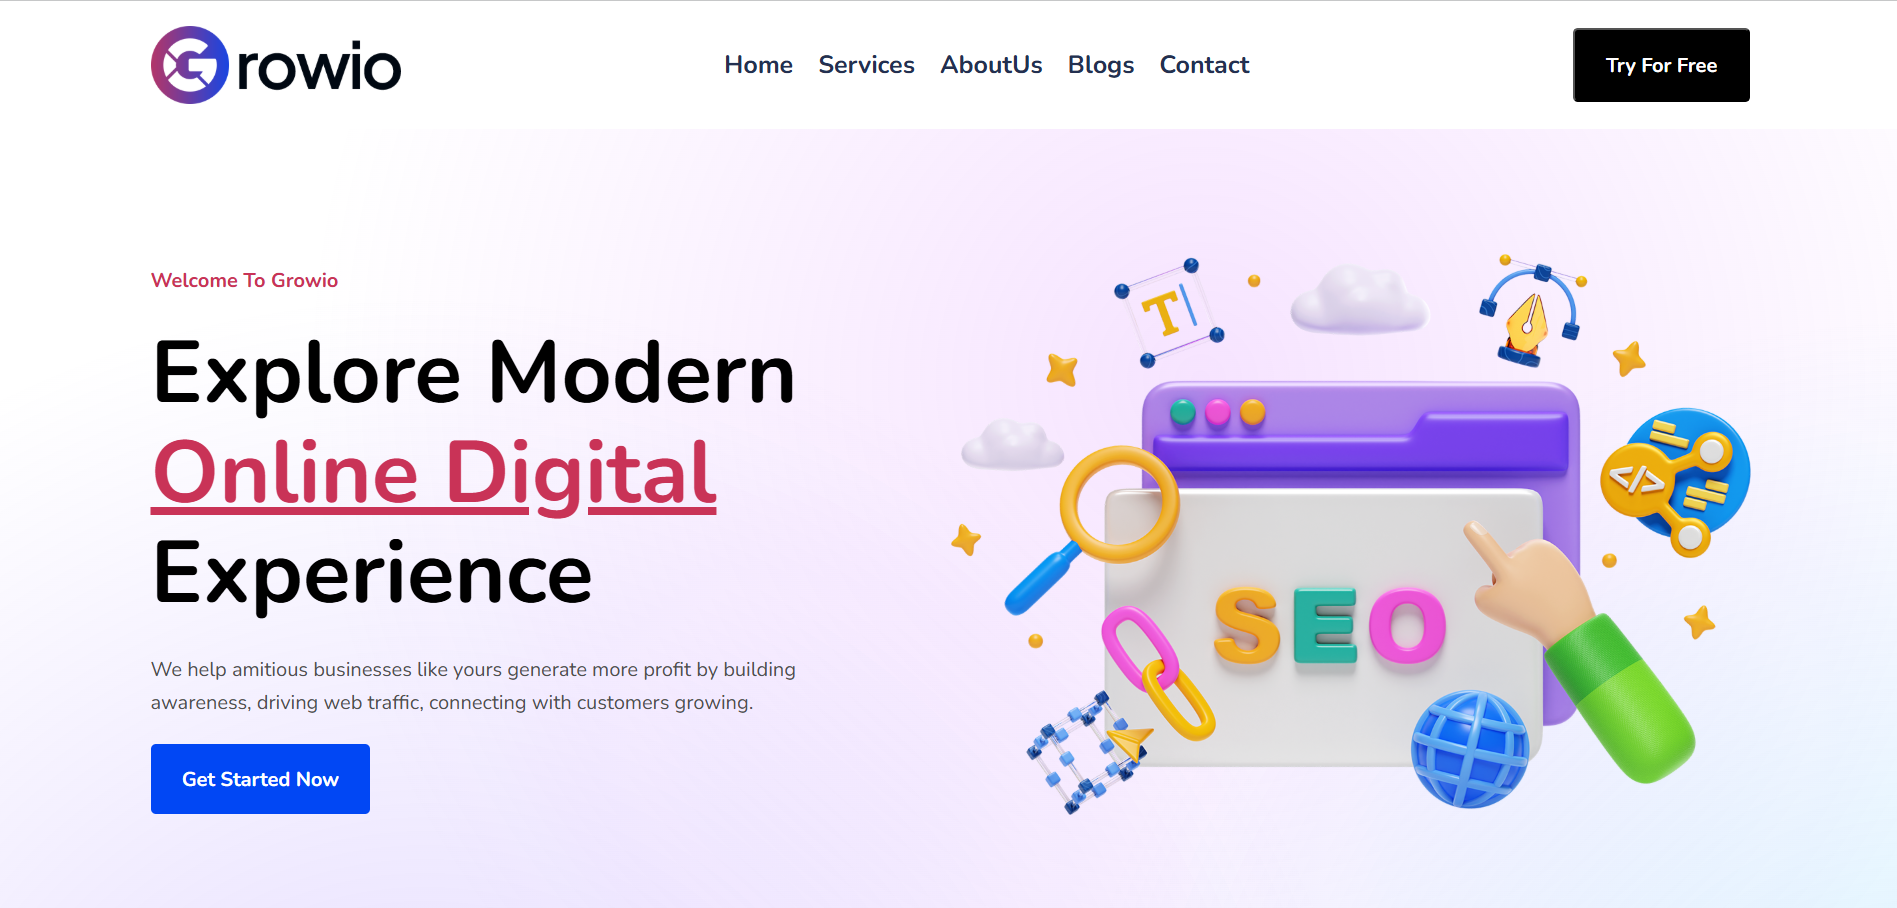 Growio
Home Services AboutUs Blogs Contact
Try For Free
Welcome To Growio
Explore Modern
Online Digital
Experience
We help amitious businesses like yours generate more profit by building
awareness, driving web traffic, connecting with customers growing.
Get Started Now
T
</>
SEO